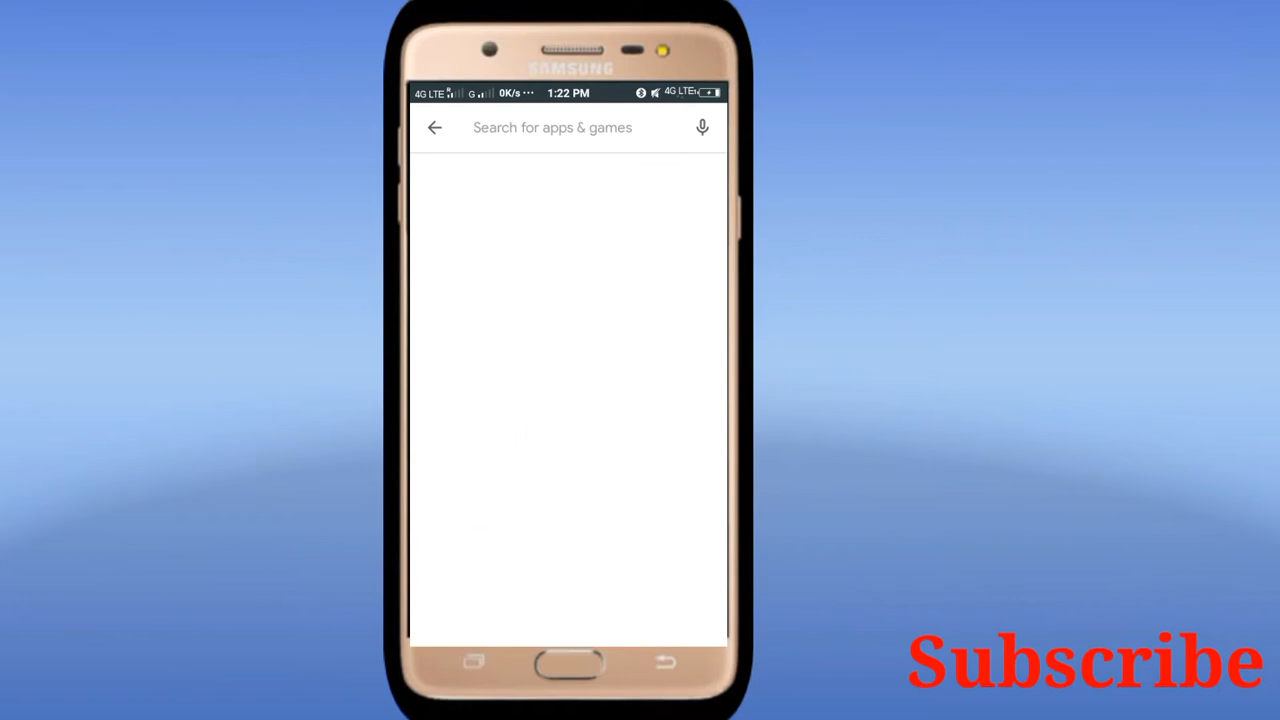 SAMSUNG
4G LTE R G 0K/s ... 1:22 PM 4G LTE
Search for apps & games
Subscribe